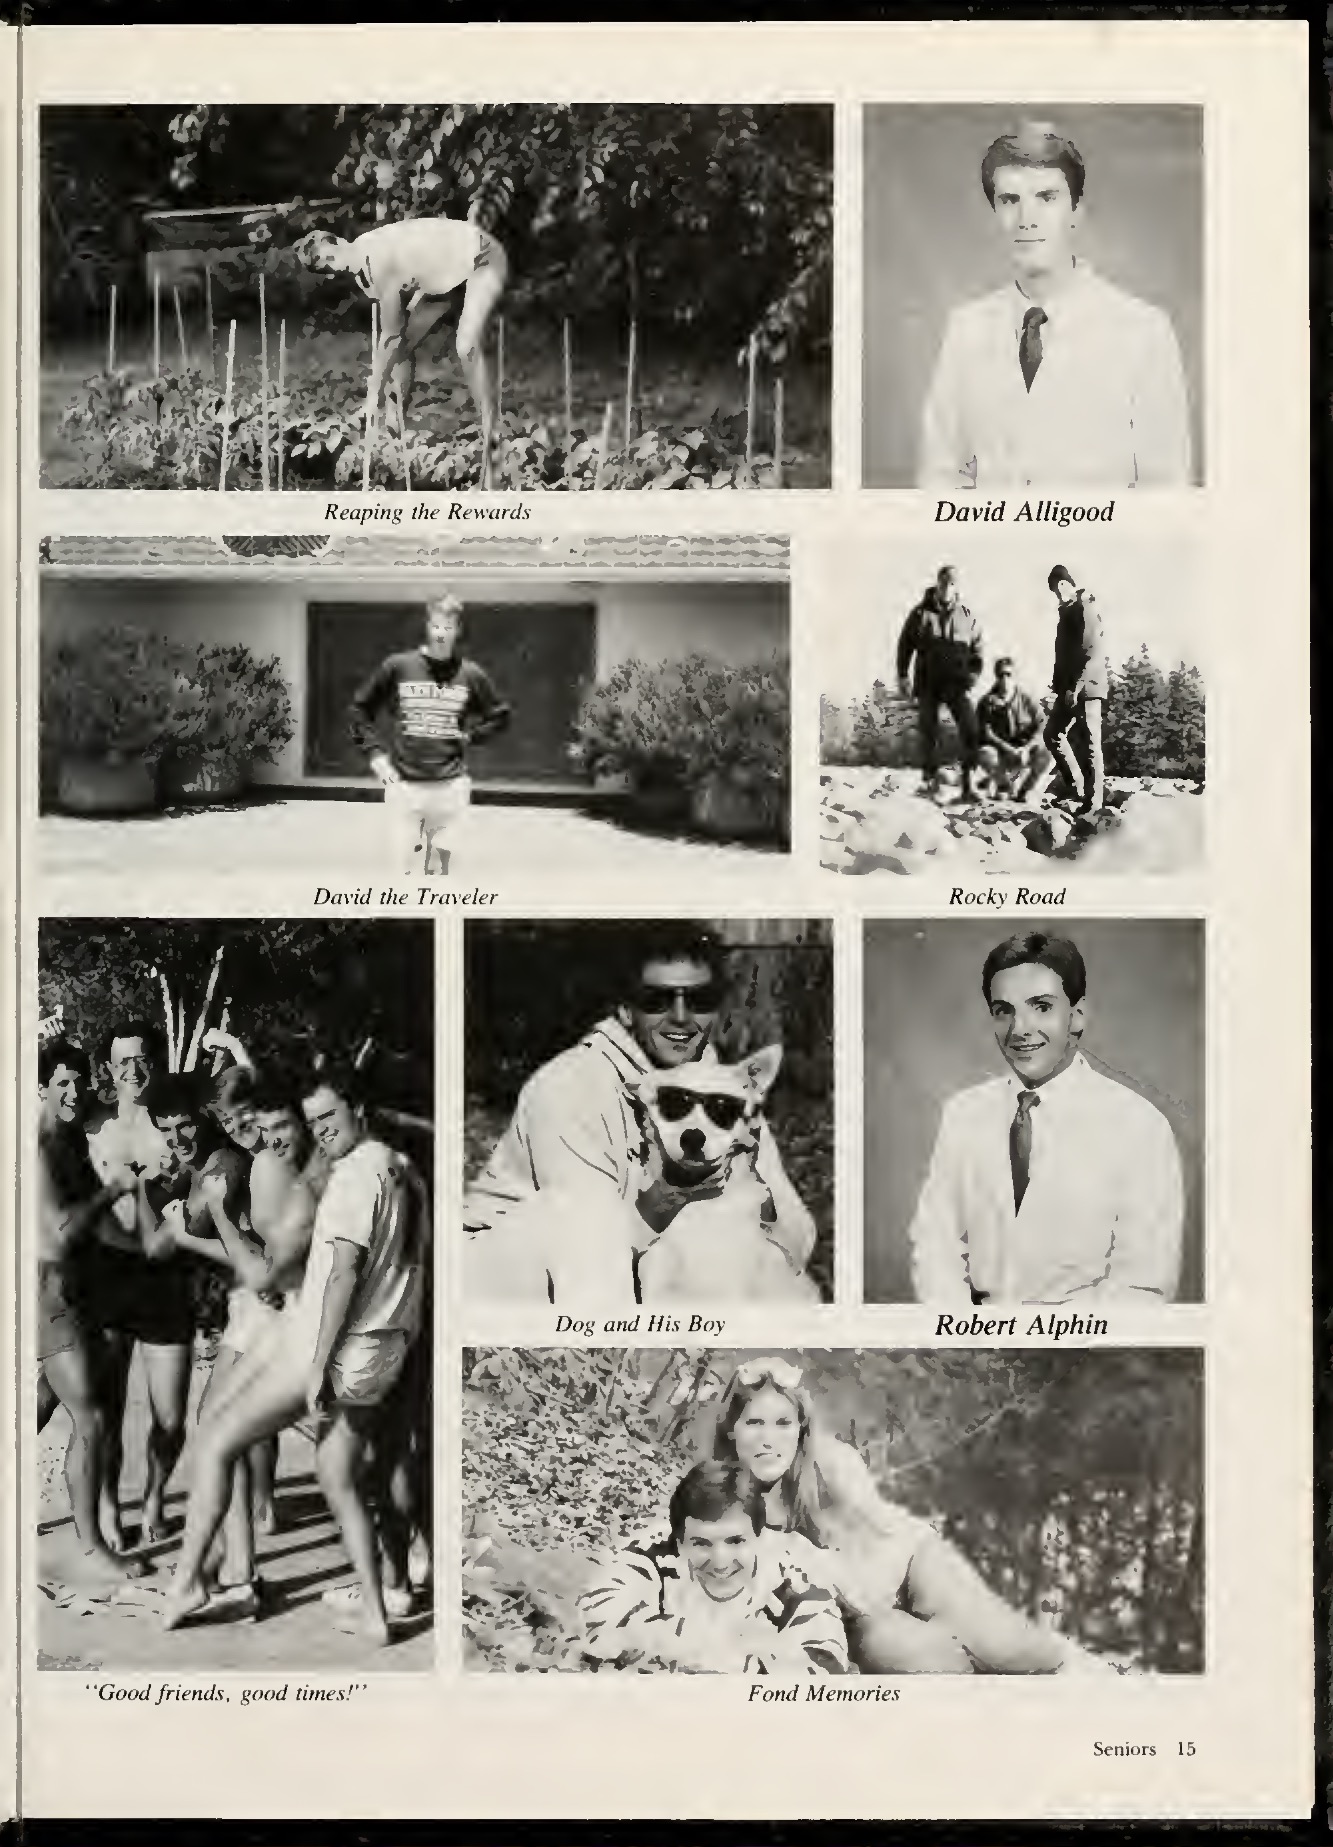 Reaping the Rewards
David Alligood
David the Traveler
Rocky Road
Dog and His Boy
Robert Alphin
"Good friends, good times!"
Fond Memories
Seniors 15